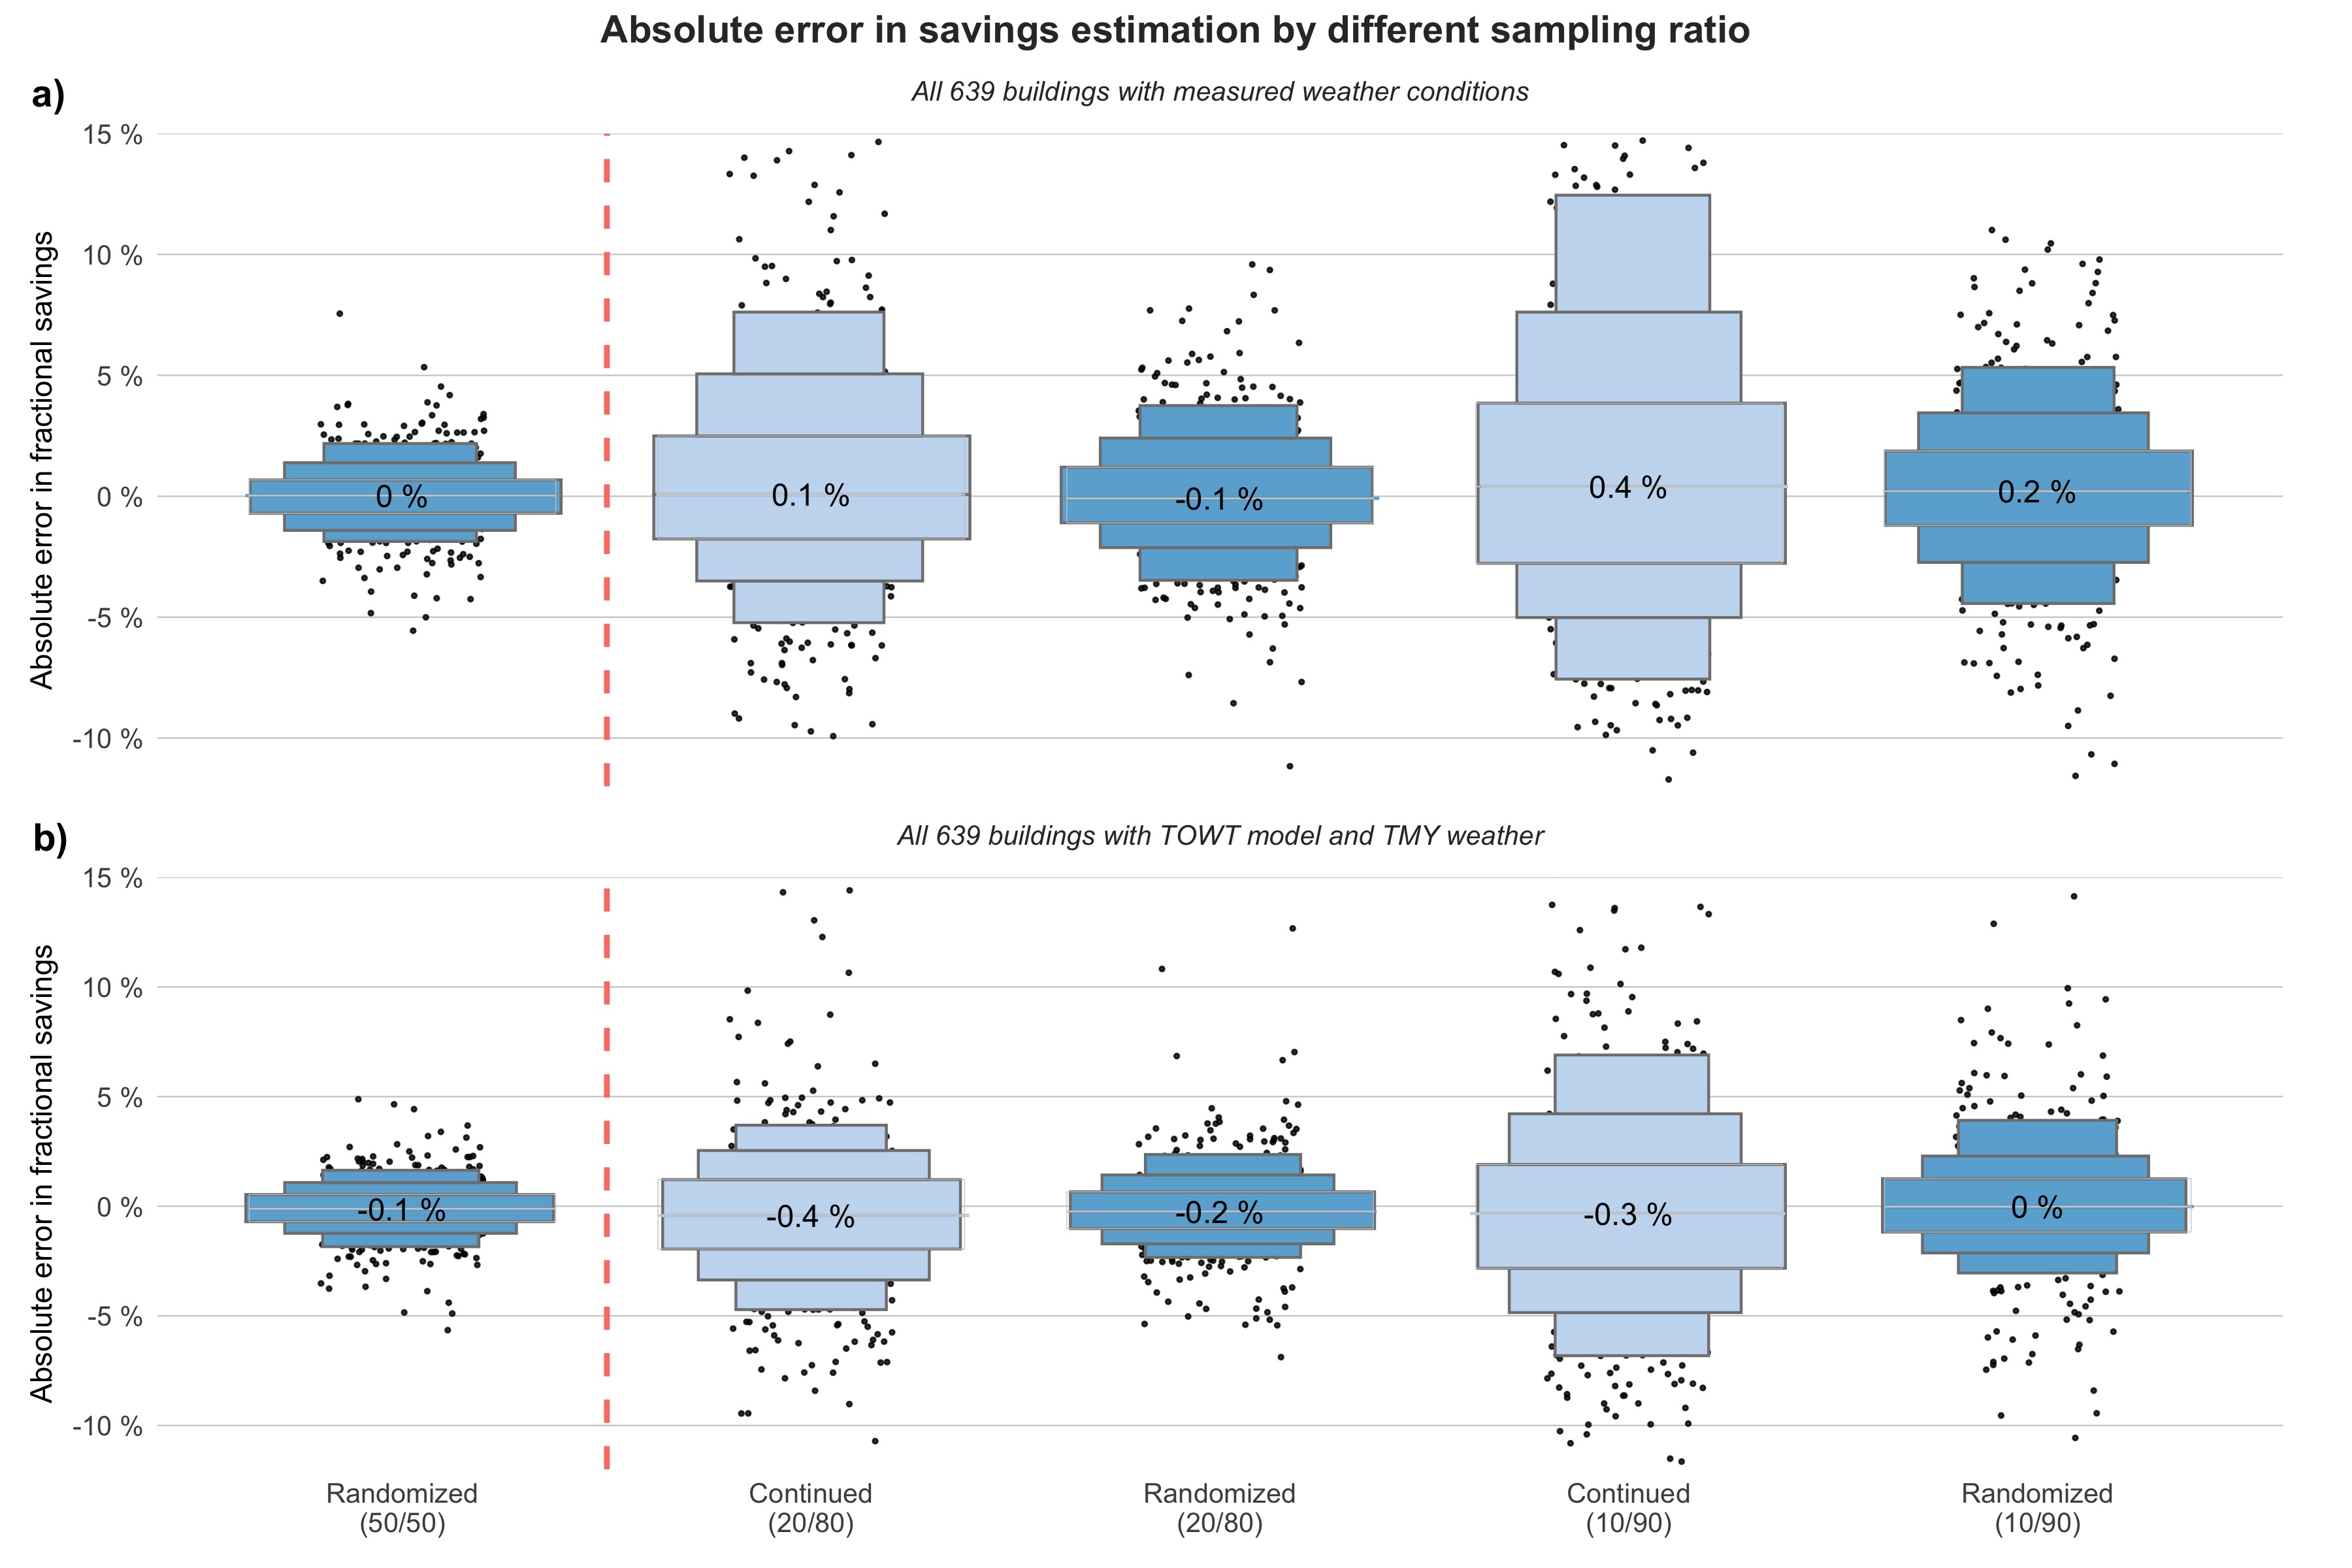 Absolute error in savings estimation by different sampling ratio
a)
All 639 buildings with measured weather conditions
Absolute error in fractional savings
15 %
10 %
5 %
0 %
-5 %
-10 %
0 %
0.1 %
-0.1 %
0.4 %
0.2 %
b)
All 639 buildings with TOWT model and TMY weather
Absolute error in fractional savings
15 %
10 %
5 %
0 %
-5 %
-10 %
-0.1 %
-0.4 %
-0.2 %
-0.3 %
0 %
Randomized
(50/50)
Continued
(20/80)
Randomized
(20/80)
Continued
(10/90)
Randomized
(10/90)